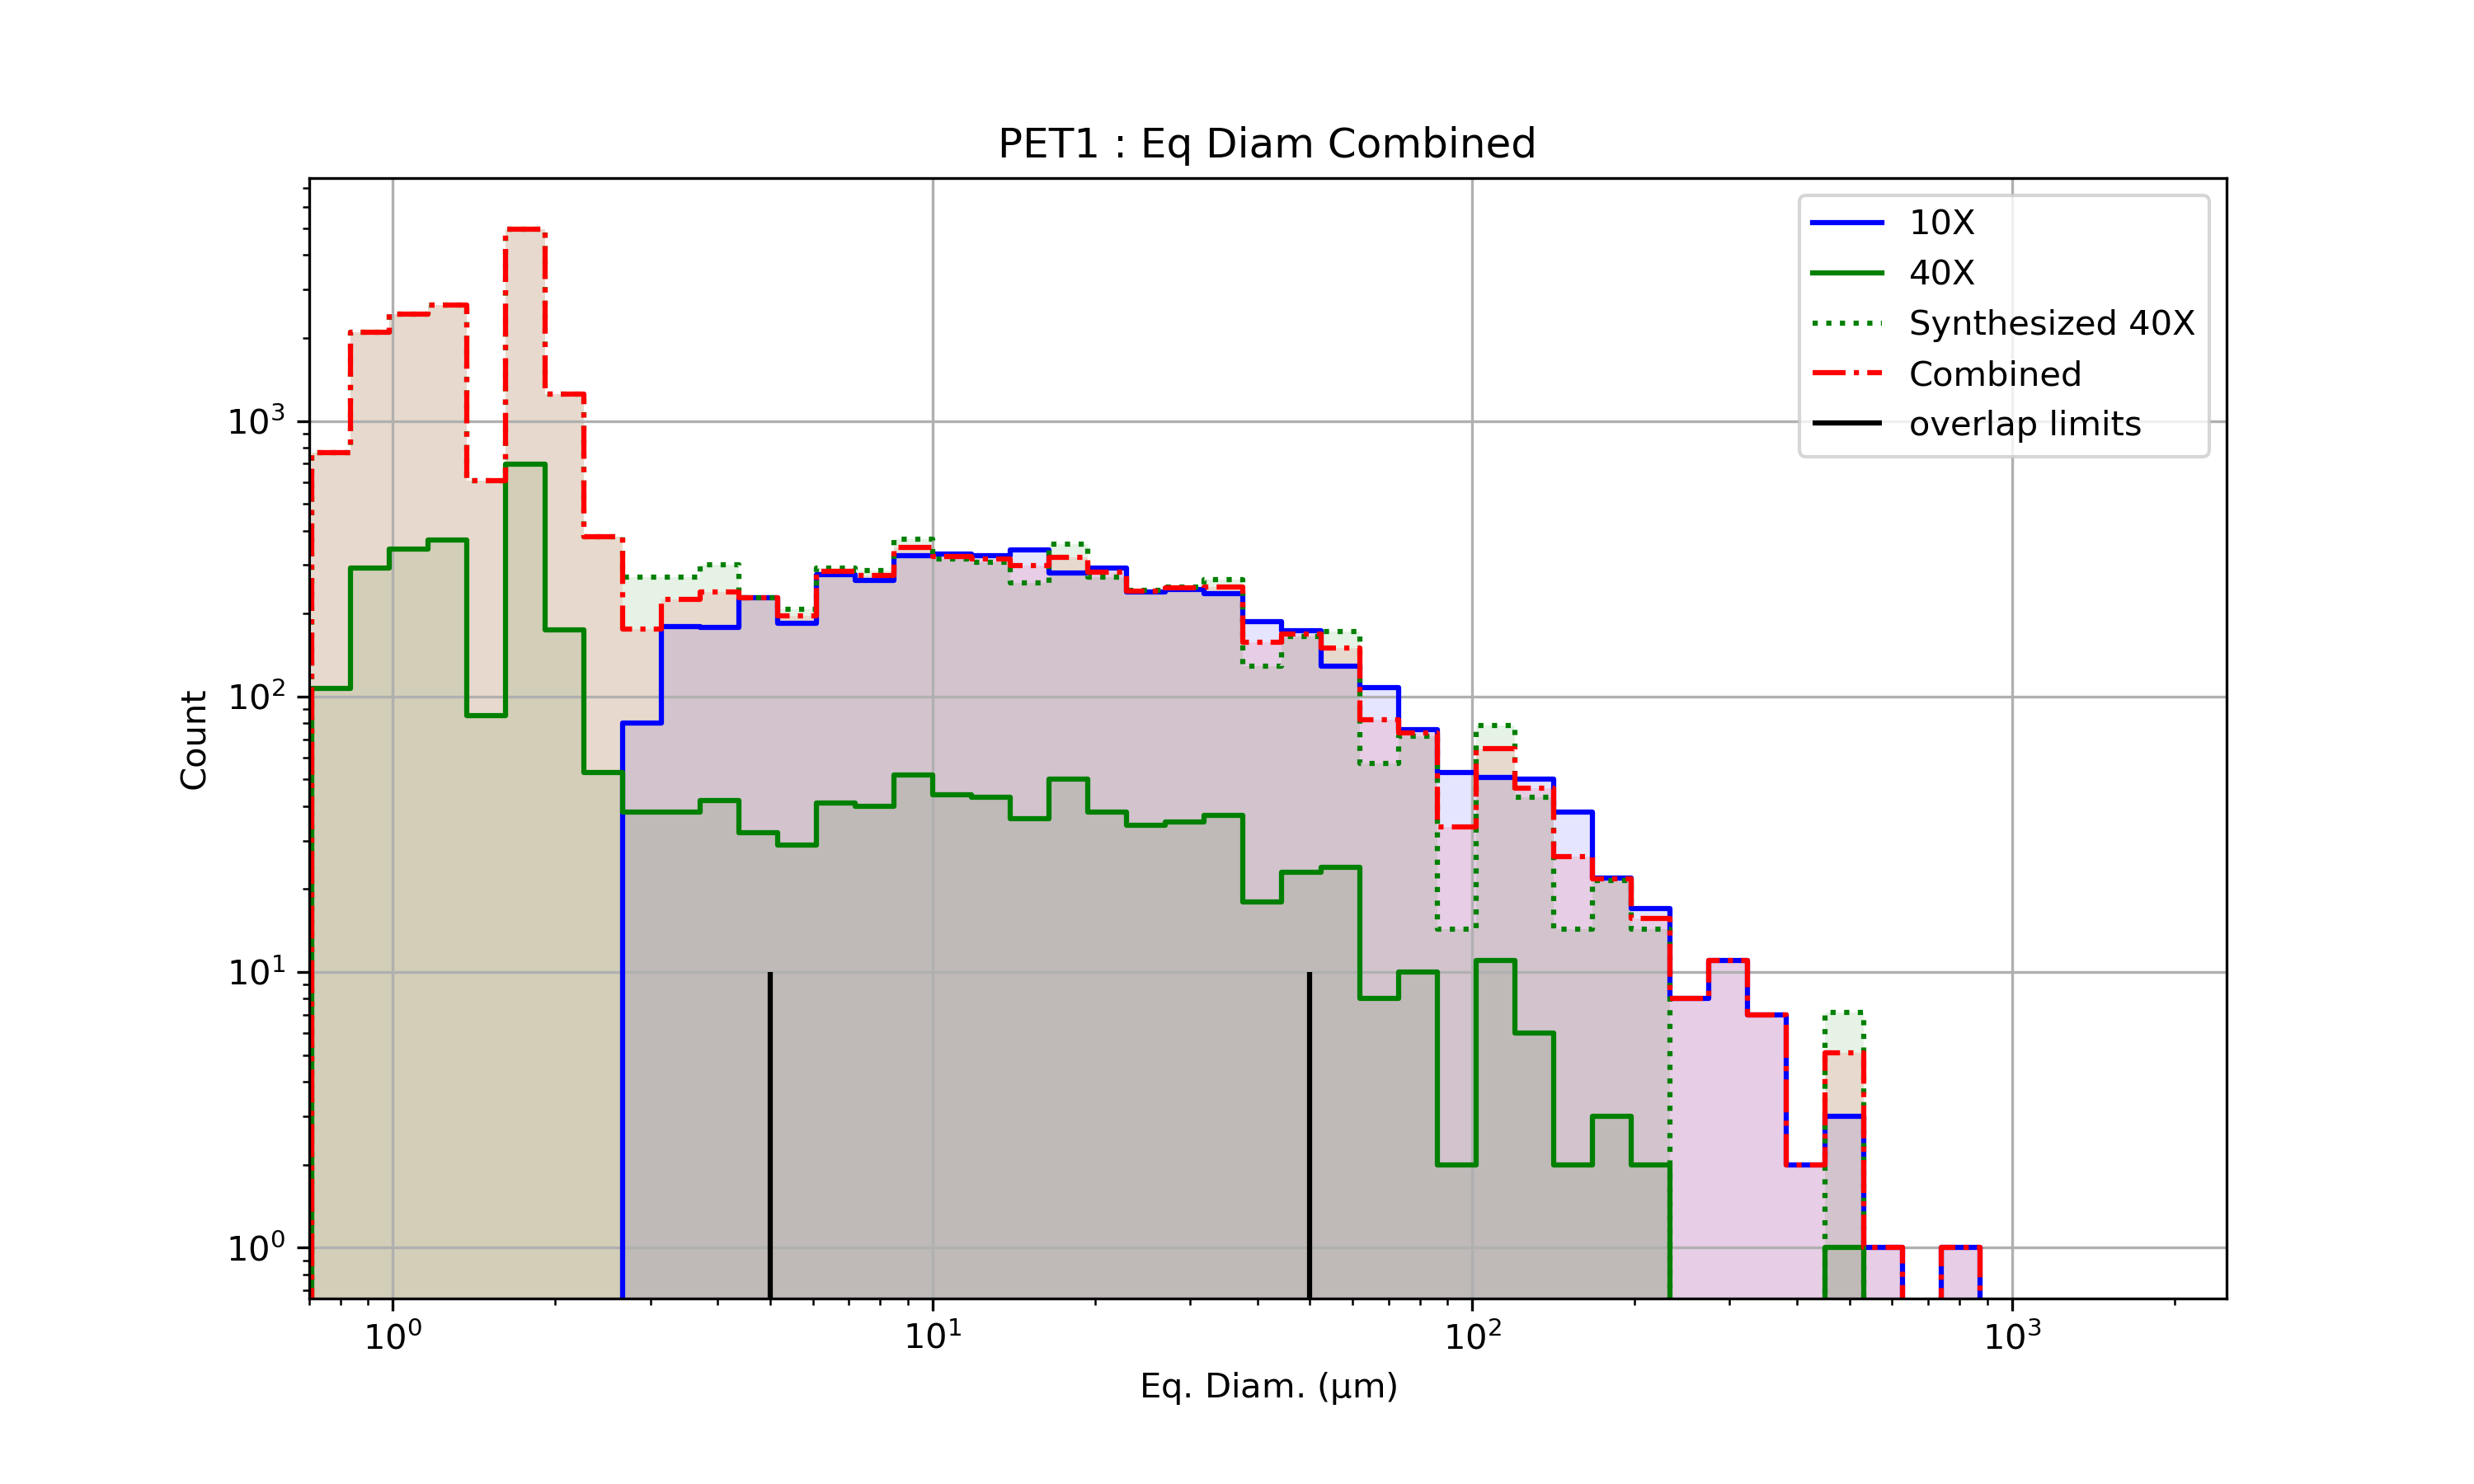 PET1 : Eq Diam Combined
10X
40X
Synthesized 40X
Combined
overlap limits
10³
10²
10¹
10⁰
Count
10⁰ 10¹ 10² 10³
Eq. Diam. (µm)